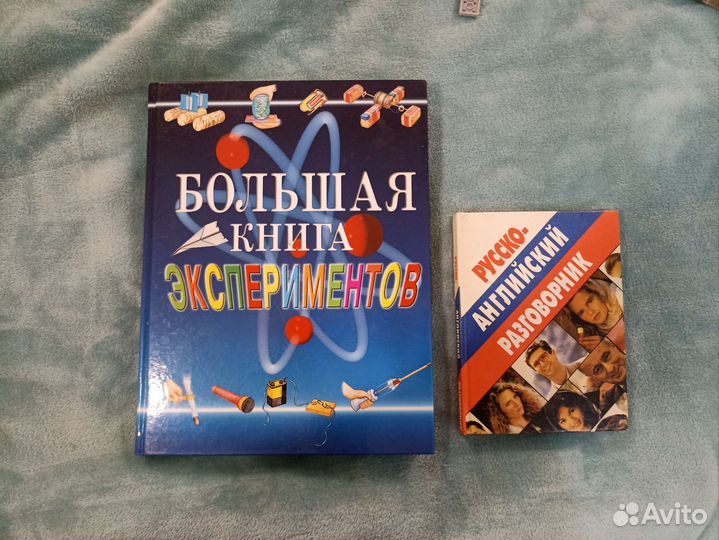 БОЛЬШАЯ
КНИГА
ЭКСПЕРИМЕНТОВ
РУССКО-
АНГЛИЙСКИЙ
РАЗГОВОРНИК
Avito